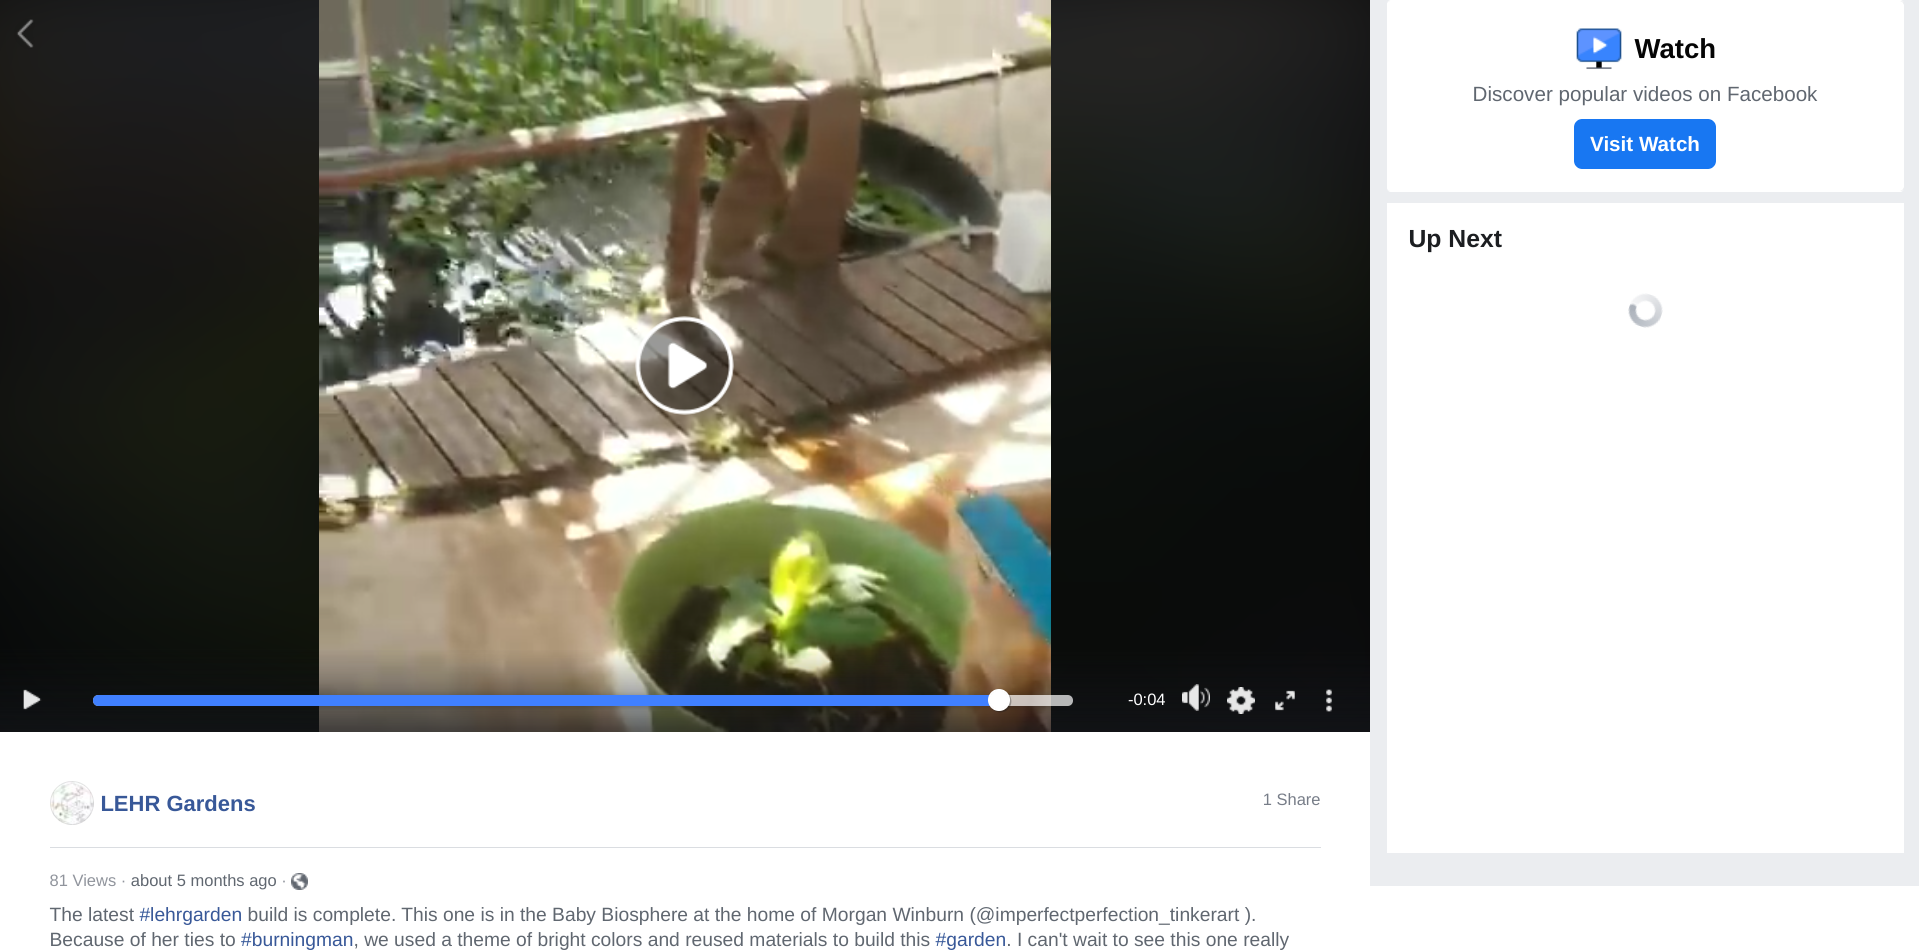 Watch
Discover popular videos on Facebook
Visit Watch
Up Next
-0:04
LEHR Gardens
1 Share
81 Views · about 5 months ago ·
The latest #lehrgarden build is complete. This one is in the Baby Biosphere at the home of Morgan Winburn (@imperfectperfection_tinkerart ).
Because of her ties to #burningman, we used a theme of bright colors and reused materials to build this #garden. I can't wait to see this one really